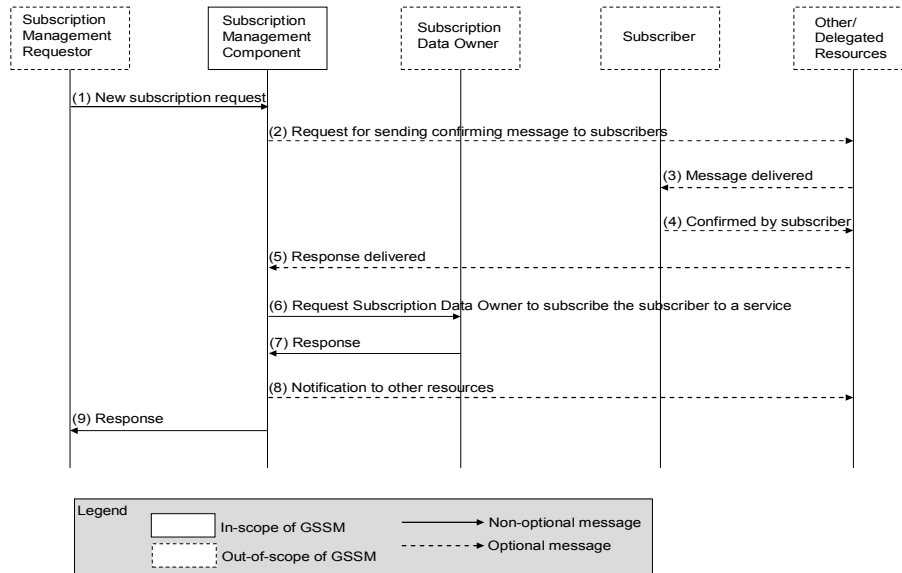 Subscription
Management
Requestor
Subscription
Management
Component
Subscription
Data Owner
Subscriber
Other/
Delegated
Resources
(1) New subscription request
(2) Request for sending confirming message to subscribers
(3) Message delivered
(4) Confirmed by subscriber
(5) Response delivered
(6) Request Subscription Data Owner to subscribe the subscriber to a service
(7) Response
(8) Notification to other resources
(9) Response
Legend
In-scope of GSSM
Non-optional message
Out-of-scope of GSSM
Optional message